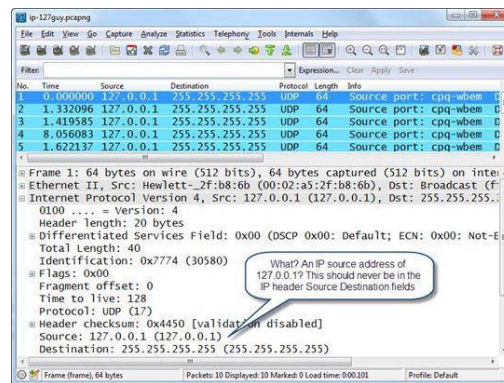 ip-127guy.pcapng
File Edit View Go Capture Analyze Statistics Telephony Tools Internals Help
Filter: Expression... Clear Apply Save
No. Time Source Destination Protocol Length Info
1 0.000000 127.0.0.1 255.255.255.255 UDP 64 Source port: cpq-wbem D
2 1.332096 127.0.0.1 255.255.255.255 UDP 64 Source port: cpq-wbem D
3 1.419585 127.0.0.1 255.255.255.255 UDP 64 Source port: cpq-wbem D
4 8.056083 127.0.0.1 255.255.255.255 UDP 64 Source port: cpq-wbem D
5 1.622137 127.0.0.1 255.255.255.255 UDP 64 Source port: cpq-wbem D
Frame 1: 64 bytes on wire (512 bits), 64 bytes captured (512 bits) on inte
Ethernet II, Src: Hewlett-_2f:b8:6b (00:02:a5:2f:b8:6b), Dst: Broadcast (f
Internet Protocol Version 4, Src: 127.0.0.1 (127.0.0.1), Dst: 255.255.255.
0100 .... = Version: 4
Header length: 20 bytes
Differentiated Services Field: 0x00 (DSCP 0x00: Default; ECN: 0x00: Not-E
Total Length: 40
Identification: 0x7774 (30580)
Flags: 0x00
Fragment offset: 0
Time to live: 128
Protocol: UDP (17)
Header checksum: 0x4450 [validation disabled]
Source: 127.0.0.1 (127.0.0.1)
Destination: 255.255.255.255 (255.255.255.255)
What? An IP source address of
127.0.0.1? This should never be in the
IP header Source Destination fields
Frame (frame), 64 bytes Packets: 10 Displayed: 10 Marked: 0 Load time: 0:00.101 Profile: Default